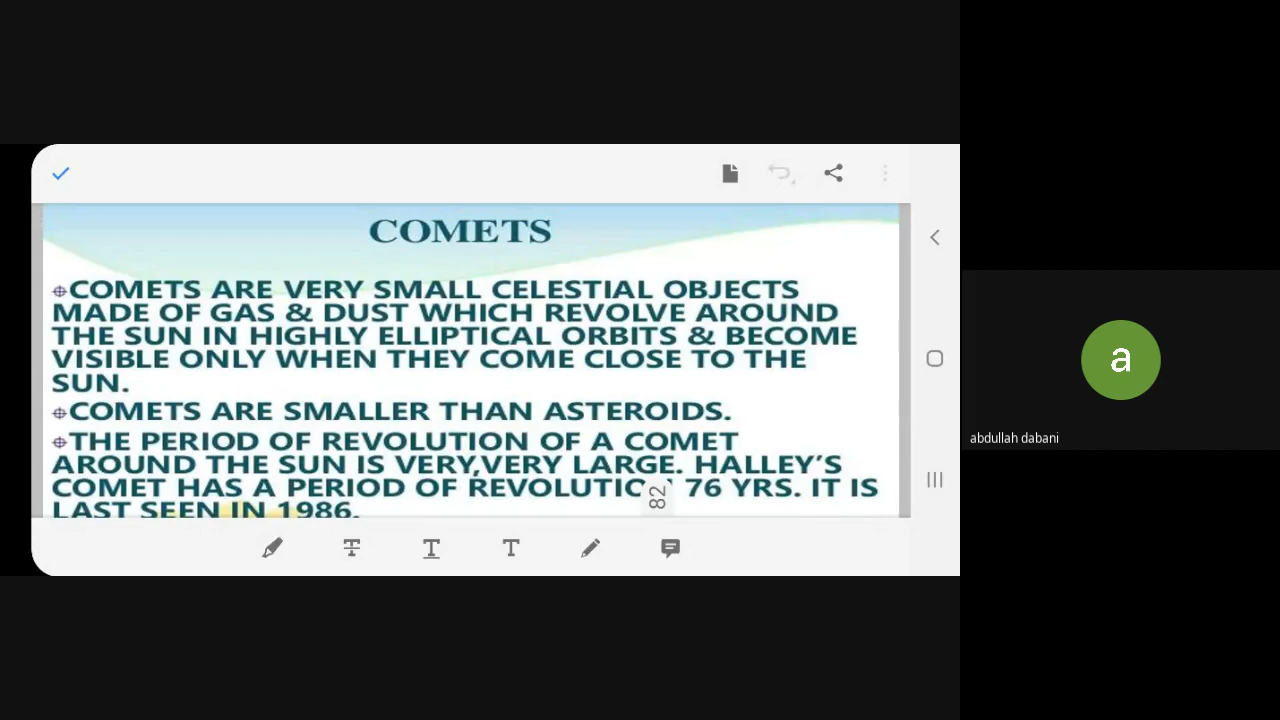 COMETS
COMETS ARE VERY SMALL CELESTIAL OBJECTS
MADE OF GAS & DUST WHICH REVOLVE AROUND
THE SUN IN HIGHLY ELLIPTICAL ORBITS & BECOME
VISIBLE ONLY WHEN THEY COME CLOSE TO THE
SUN.
COMETS ARE SMALLER THAN ASTEROIDS.
THE PERIOD OF REVOLUTION OF A COMET
AROUND THE SUN IS VERY,VERY LARGE. HALLEY'S
COMET HAS A PERIOD OF REVOLUTION 76 YRS. IT IS
LAST SEEN IN 1986.
82
a
abdullah dabani